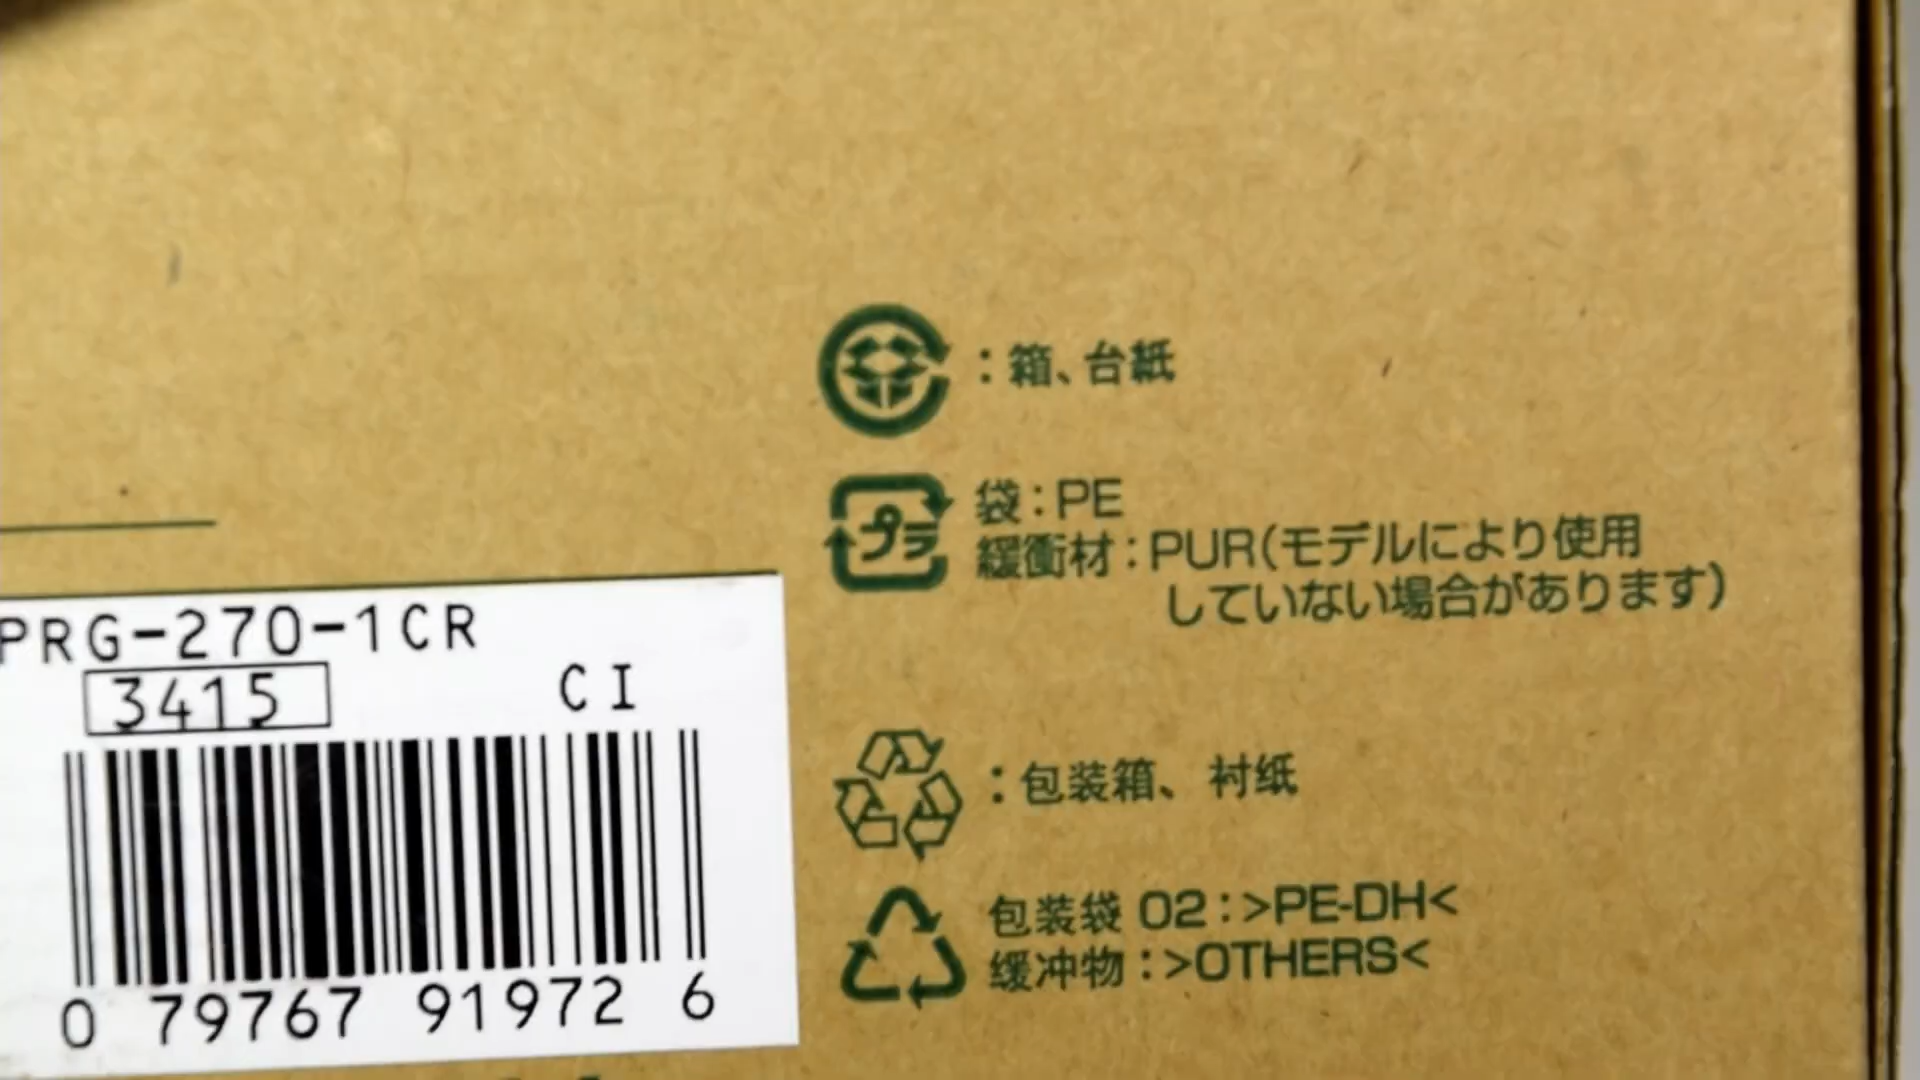 ：箱、台紙
プラ
袋：PE
緩衝材：PUR（モデルにより使用
していない場合があります）
PRG-270-1CR
3415
CI
0 79767 91972 6
：包装箱、衬纸
包装袋 02：>PE-DH<
缓冲物：>OTHERS<